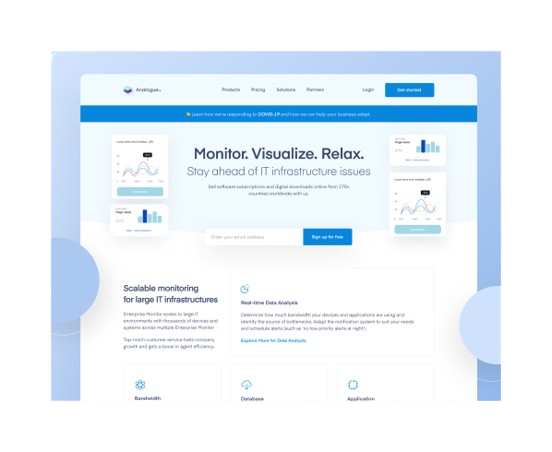 Analogue
Products Pricing Solutions Partners Login Get started
Learn how we're responding to COVID-19 and how we can help your business adapt.
Monitor. Visualize. Relax.
Stay ahead of IT infrastructure issues
Sell software subscriptions and digital downloads online from 178+
countries worldwide with us.
Enter your email address
Sign up for free
Scalable monitoring
for large IT infrastructures
Enterprise Monitor scales to large IT
environments with thousands of devices and
systems across multiple Enterprise Monitor
Top notch customer service fuels company
growth and gets a boost in agent efficiency.
Real-time Data Analysis
Determine how much bandwidth your devices and applications are using and
identify the source of bottlenecks. Adapt the notification system to suit your needs
and schedule alerts (such as 'no low priority alerts at night')
Explore More for Data Analysis
Bandwidth
Database
Application